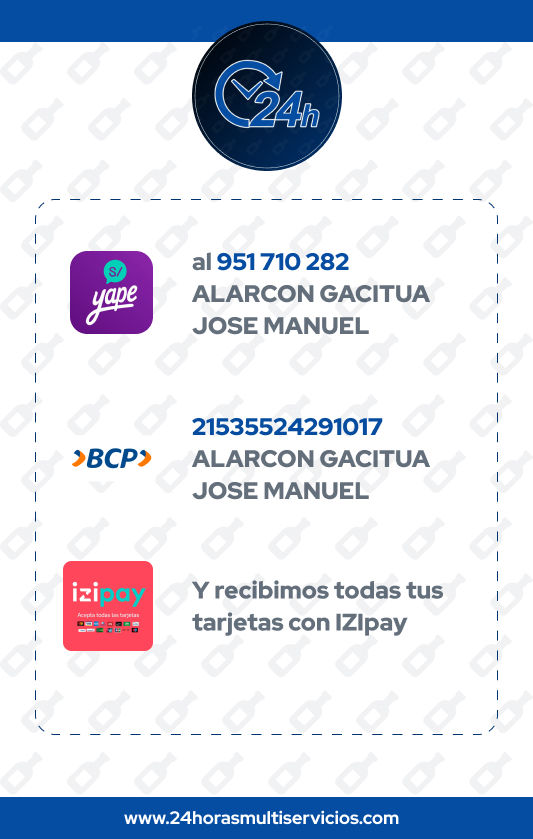 24h
S/
yape
al 951 710 282
ALARCON GACITUA
JOSE MANUEL
BCP
21535524291017
ALARCON GACITUA
JOSE MANUEL
izipay
Acepta todas las tarjetas
Y recibimos todas tus
tarjetas con IZIpay
www.24horasmultiservicios.com